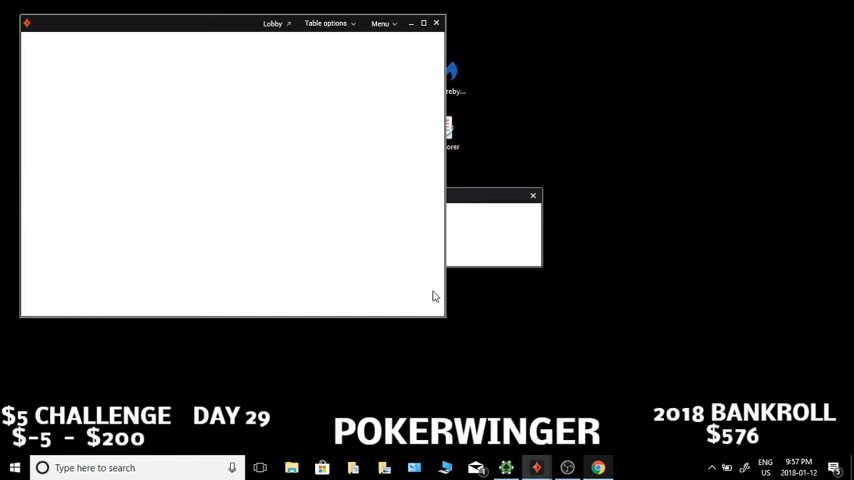 Lobby
Table options
Menu
reby...
orer
$5 CHALLENGE DAY 29
$-5 - $200
POKERWINGER
2018 BANKROLL
$576
Type here to search
ENG
US
9:57 PM
2018-01-12